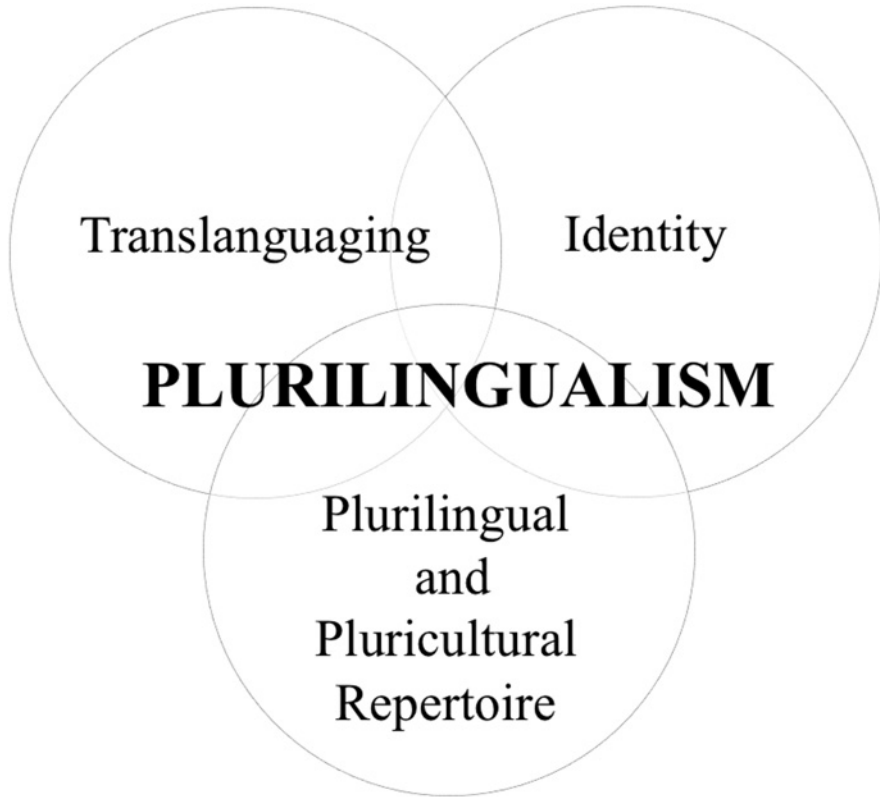 Translanguaging
Identity
PLURILINGUALISM
Plurilingual
and
Pluricultural
Repertoire